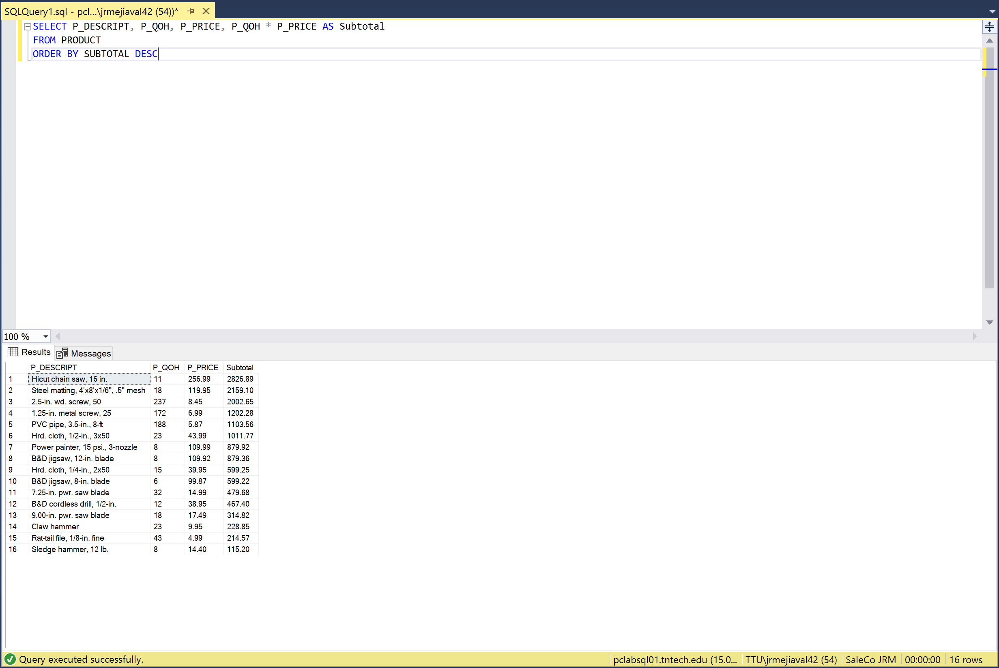 SQLQuery1.sql - pcl...\jrmejiaval42 (54))*
SELECT P_DESCRIPT, P_QOH, P_PRICE, P_QOH * P_PRICE AS Subtotal
FROM PRODUCT
ORDER BY SUBTOTAL DESC
100 %
Results Messages
P_DESCRIPT P_QOH P_PRICE Subtotal
1 Hicut chain saw, 16 in. 11 256.99 2826.89
2 Steel matting, 4'x8'x1/6", .5" mesh 18 119.95 2159.10
3 2.5-in. wd. screw, 50 237 8.45 2002.65
4 1.25-in. metal screw, 25 172 6.99 1202.28
5 PVC pipe, 3.5-in., 8-ft 188 5.87 1103.56
6 Hrd. cloth, 1/2-in., 3x50 23 43.99 1011.77
7 Power painter, 15 psi., 3-nozzle 8 109.99 879.92
8 B&D jigsaw, 12-in. blade 8 109.92 879.36
9 Hrd. cloth, 1/4-in., 2x50 15 39.95 599.25
10 B&D jigsaw, 8-in. blade 6 99.87 599.22
11 7.25-in. pwr. saw blade 32 14.99 479.68
12 B&D cordless drill, 1/2-in. 12 38.95 467.40
13 9.00-in. pwr. saw blade 18 17.49 314.82
14 Claw hammer 23 9.95 228.85
15 Rat-tail file, 1/8-in. fine 43 4.99 214.57
16 Sledge hammer, 12 lb. 8 14.40 115.20
Query executed successfully. pclabsql01.tntech.edu (15.0... TTU\jrmejiaval42 (54) SaleCo JRM 00:00:00 16 rows